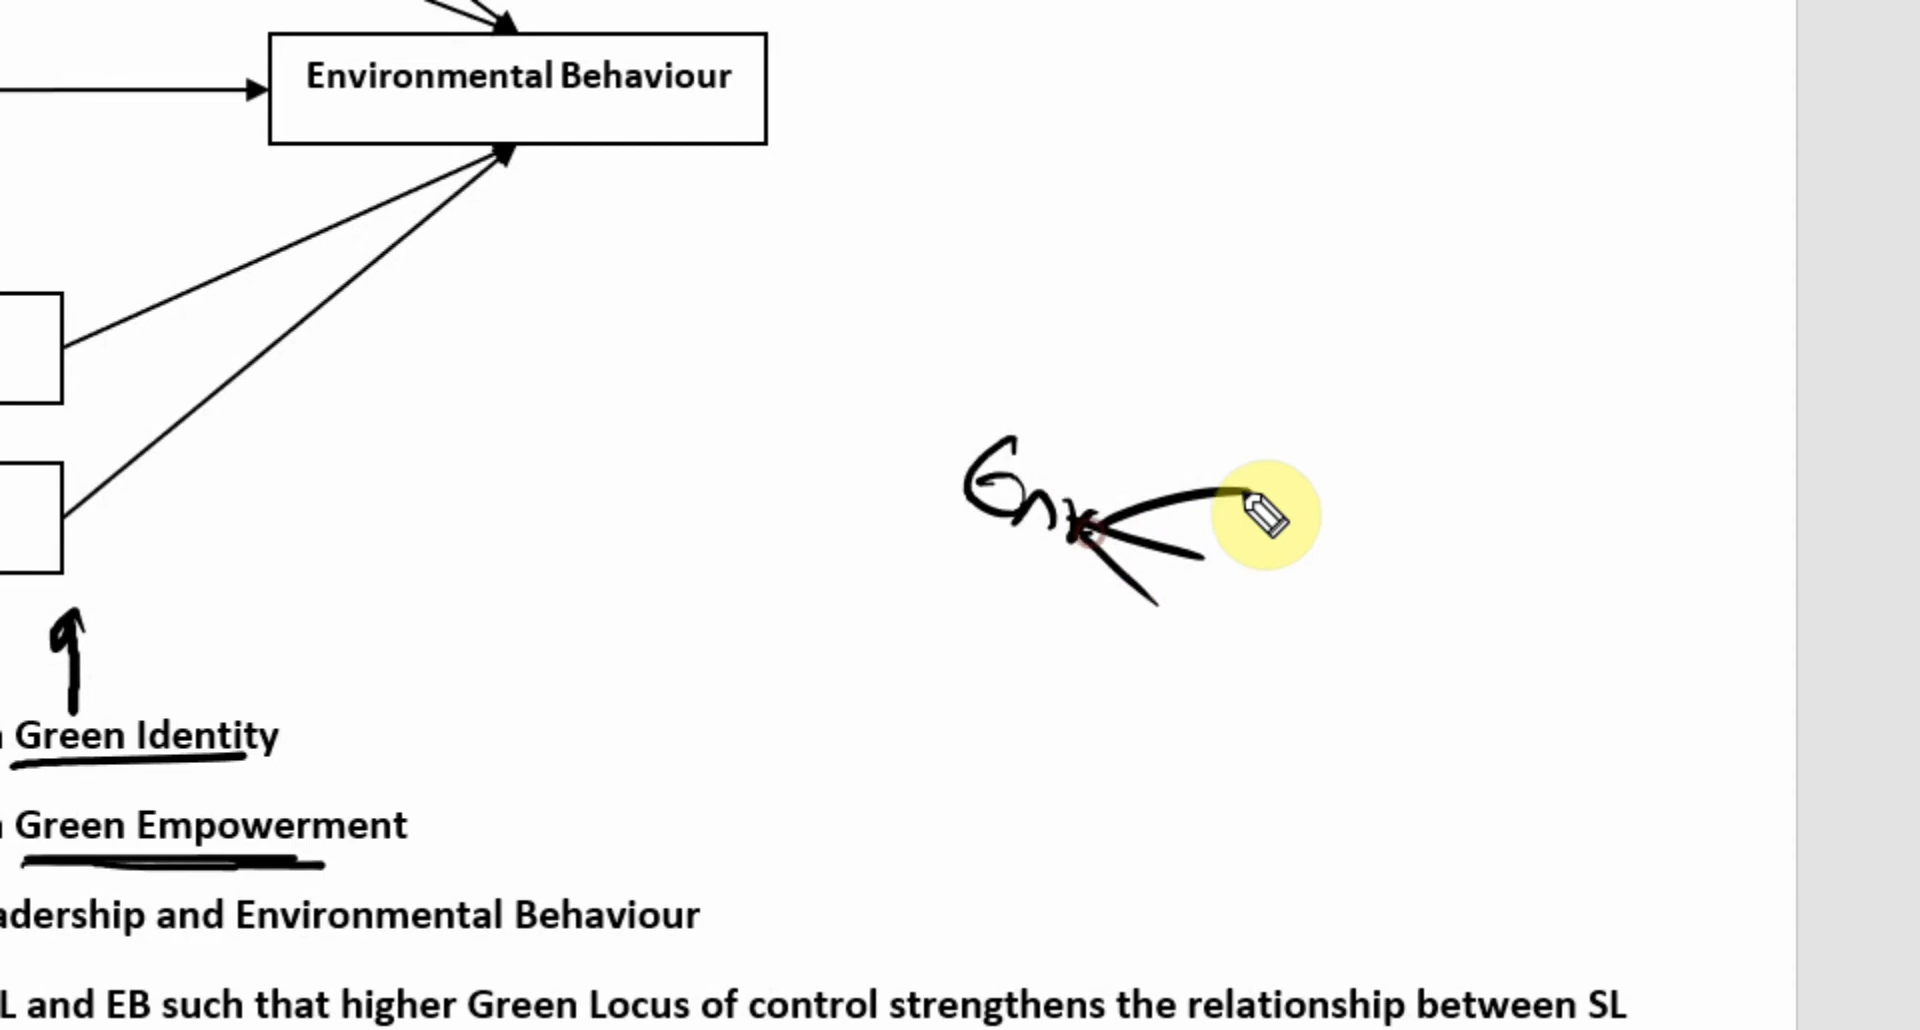 Environmental Behaviour
Green Identity
Green Empowerment
and Environmental Behaviour
L and EB such that higher Green Locus of control strengthens the relationship between SL